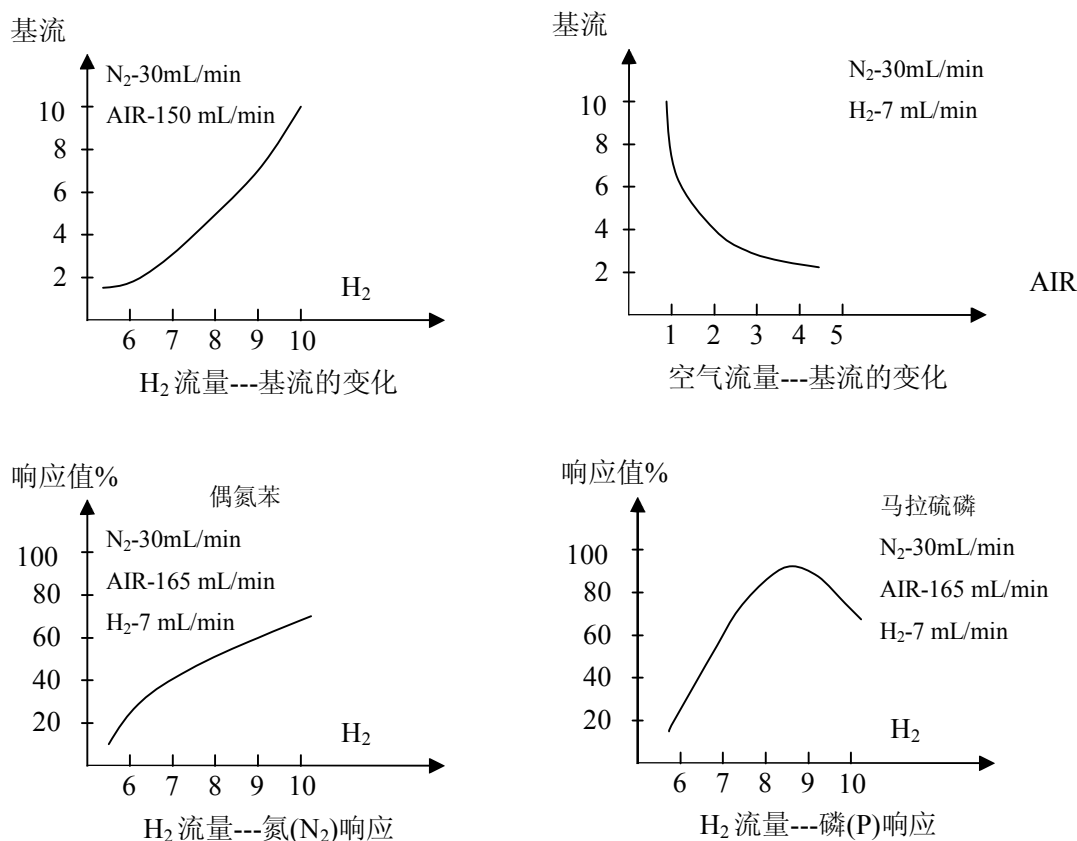 基流
N₂-30mL/min
AIR-150 mL/min
10
8
6
4
2
H₂
6 7 8 9 10
H₂流量---基流的变化
基流
N₂-30mL/min
H₂-7 mL/min
10
8
6
4
2
AIR
1 2 3 4 5
空气流量---基流的变化
响应值%
偶氮苯
N₂-30mL/min
AIR-165 mL/min
H₂-7 mL/min
100
80
60
40
20
H₂
6 7 8 9 10
H₂流量---氮(N₂)响应
响应值%
马拉硫磷
N₂-30mL/min
AIR-165 mL/min
H₂-7 mL/min
100
80
60
40
20
H₂
6 7 8 9 10
H₂流量---磷(P)响应